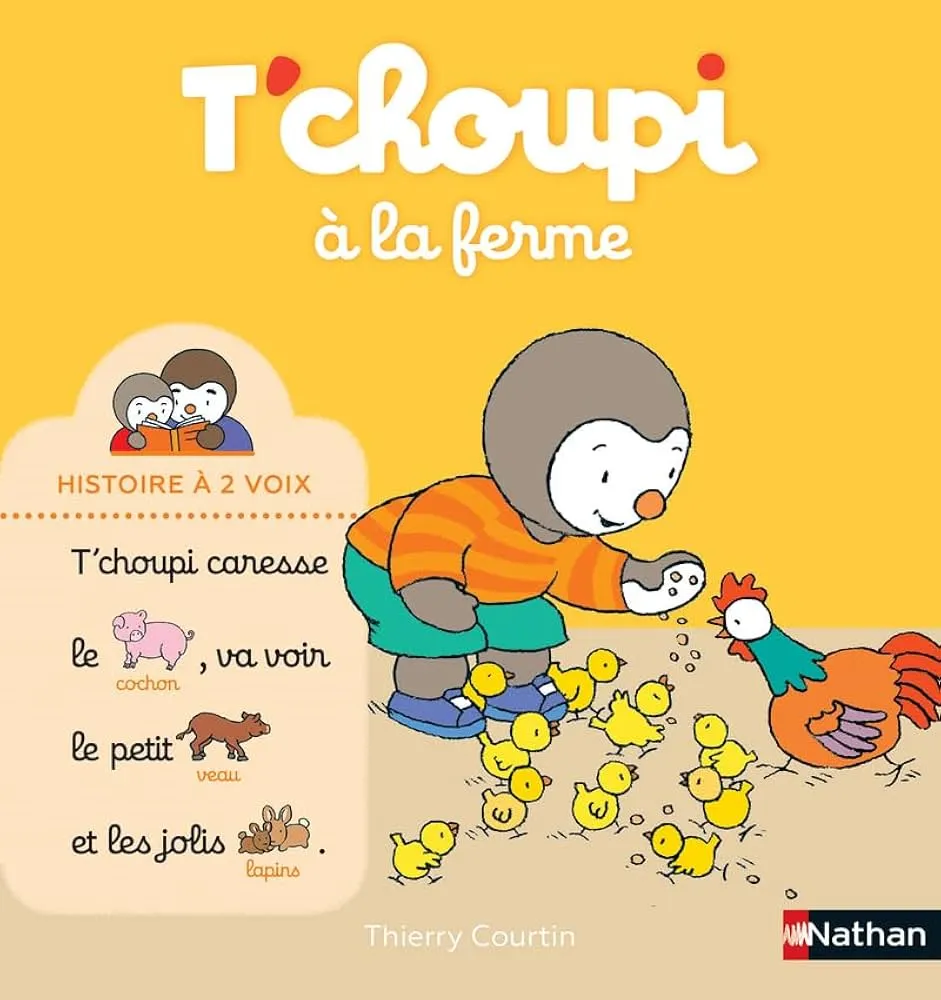 T'choupi
à la ferme
HISTOIRE À 2 VOIX
T'choupi caresse
le , va voir
cochon
le petit
veau
et les jolis .
lapins
Thierry Courtin
Nathan